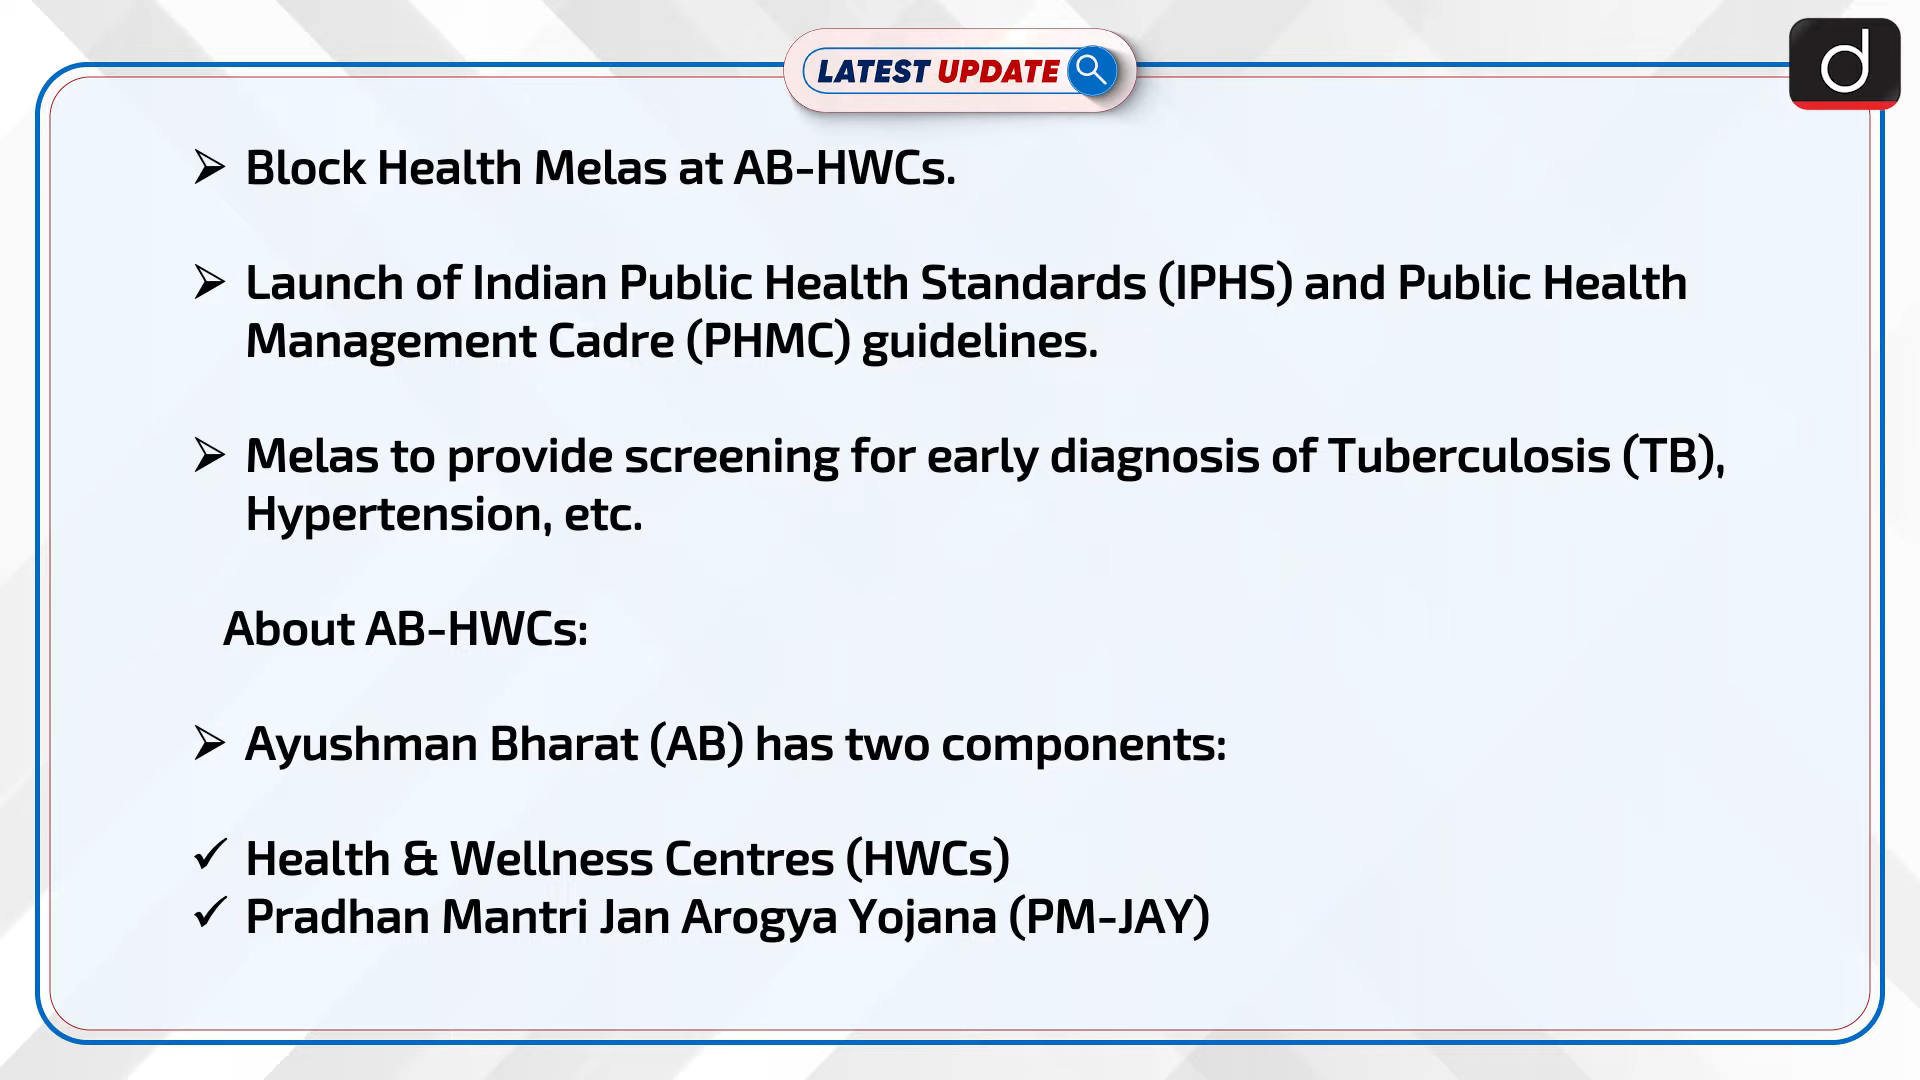 LATEST UPDATE
d
➢ Block Health Melas at AB-HWCs.
➢ Launch of Indian Public Health Standards (IPHS) and Public Health
Management Cadre (PHMC) guidelines.
➢ Melas to provide screening for early diagnosis of Tuberculosis (TB),
Hypertension, etc.
About AB-HWCs:
➢ Ayushman Bharat (AB) has two components:
✓ Health & Wellness Centres (HWCs)
✓ Pradhan Mantri Jan Arogya Yojana (PM-JAY)